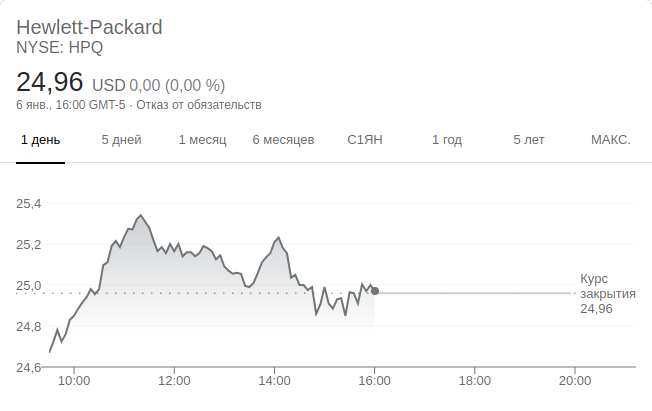 Hewlett-Packard
NYSE: HPQ
24,96 USD 0,00 (0,00 %)
6 янв., 16:00 GMT-5 · Отказ от обязательств
1 день 5 дней 1 месяц 6 месяцев С1ЯН 1 год 5 лет МАКС.
25,4
25,2
25,0
24,8
24,6
Курс
закрытия
24,96
10:00 12:00 14:00 16:00 18:00 20:00